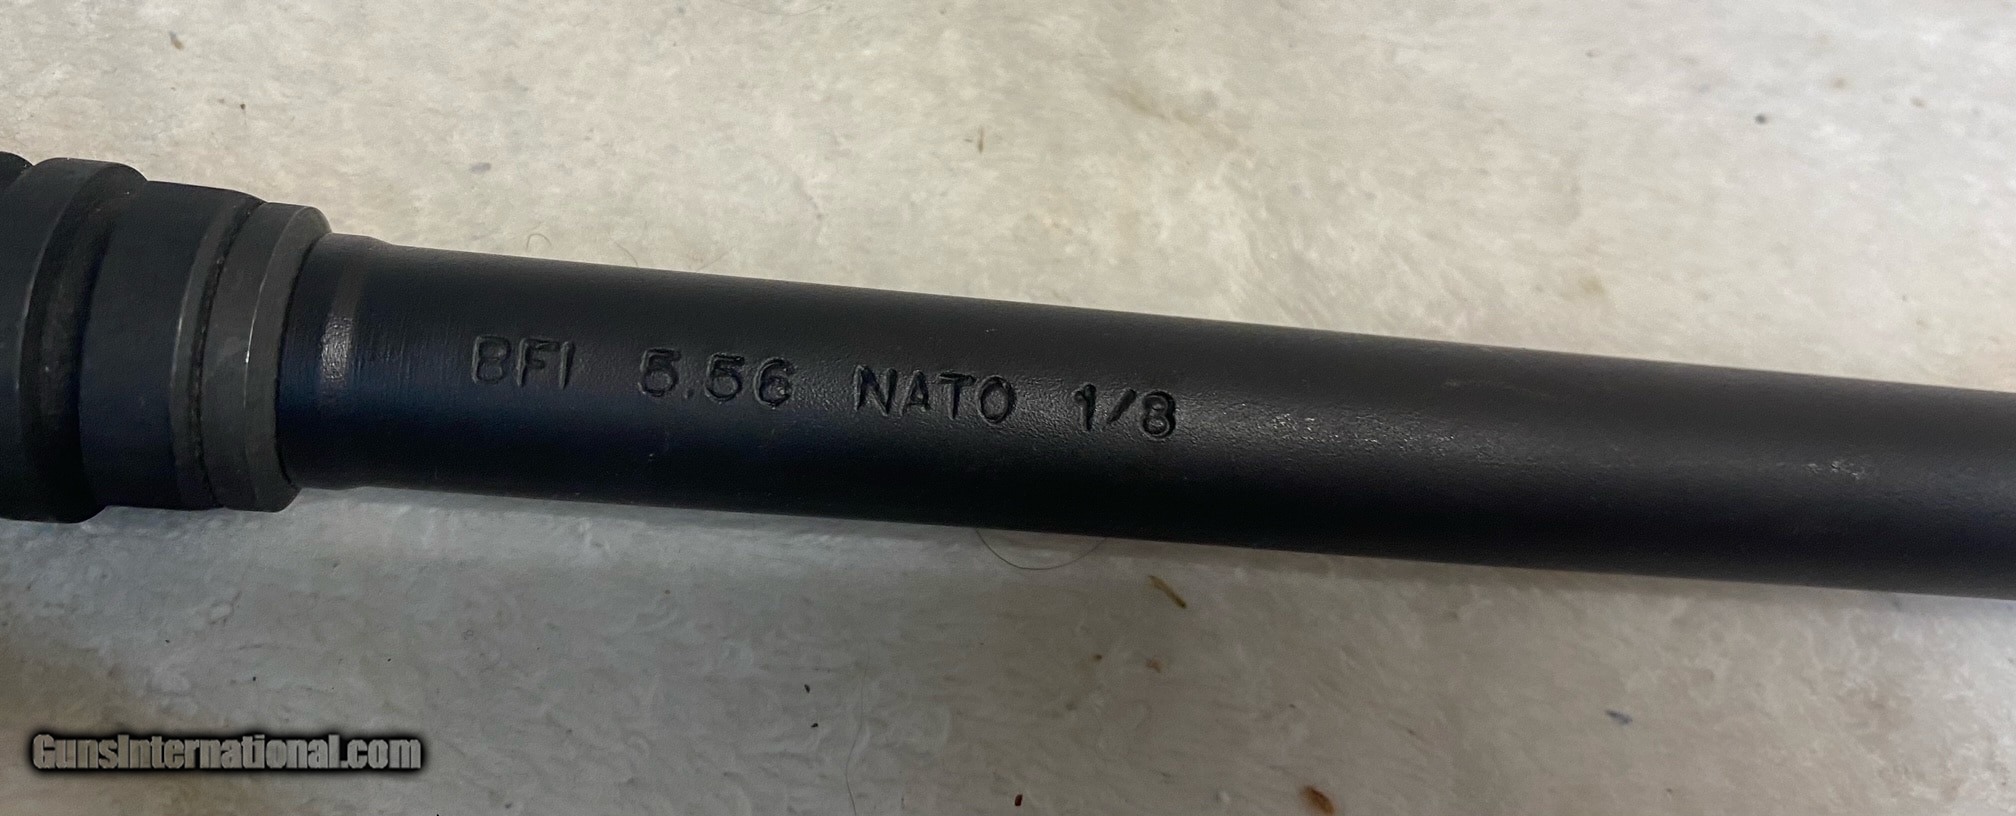 BFI 5.56 NATO 1/8
GunsInternational.com